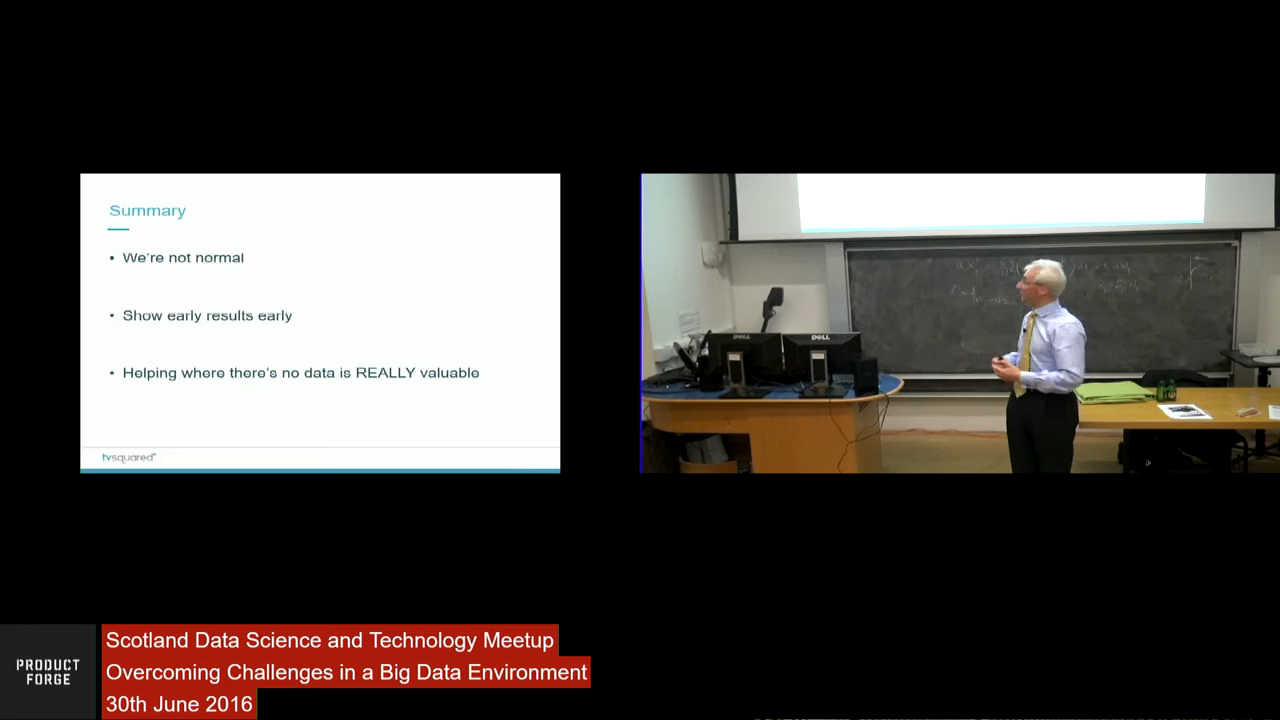 Summary
• We're not normal
• Show early results early
• Helping where there's no data is REALLY valuable
tvsquared
DELL
DELL
PRODUCT
FORGE
Scotland Data Science and Technology Meetup
Overcoming Challenges in a Big Data Environment
30th June 2016